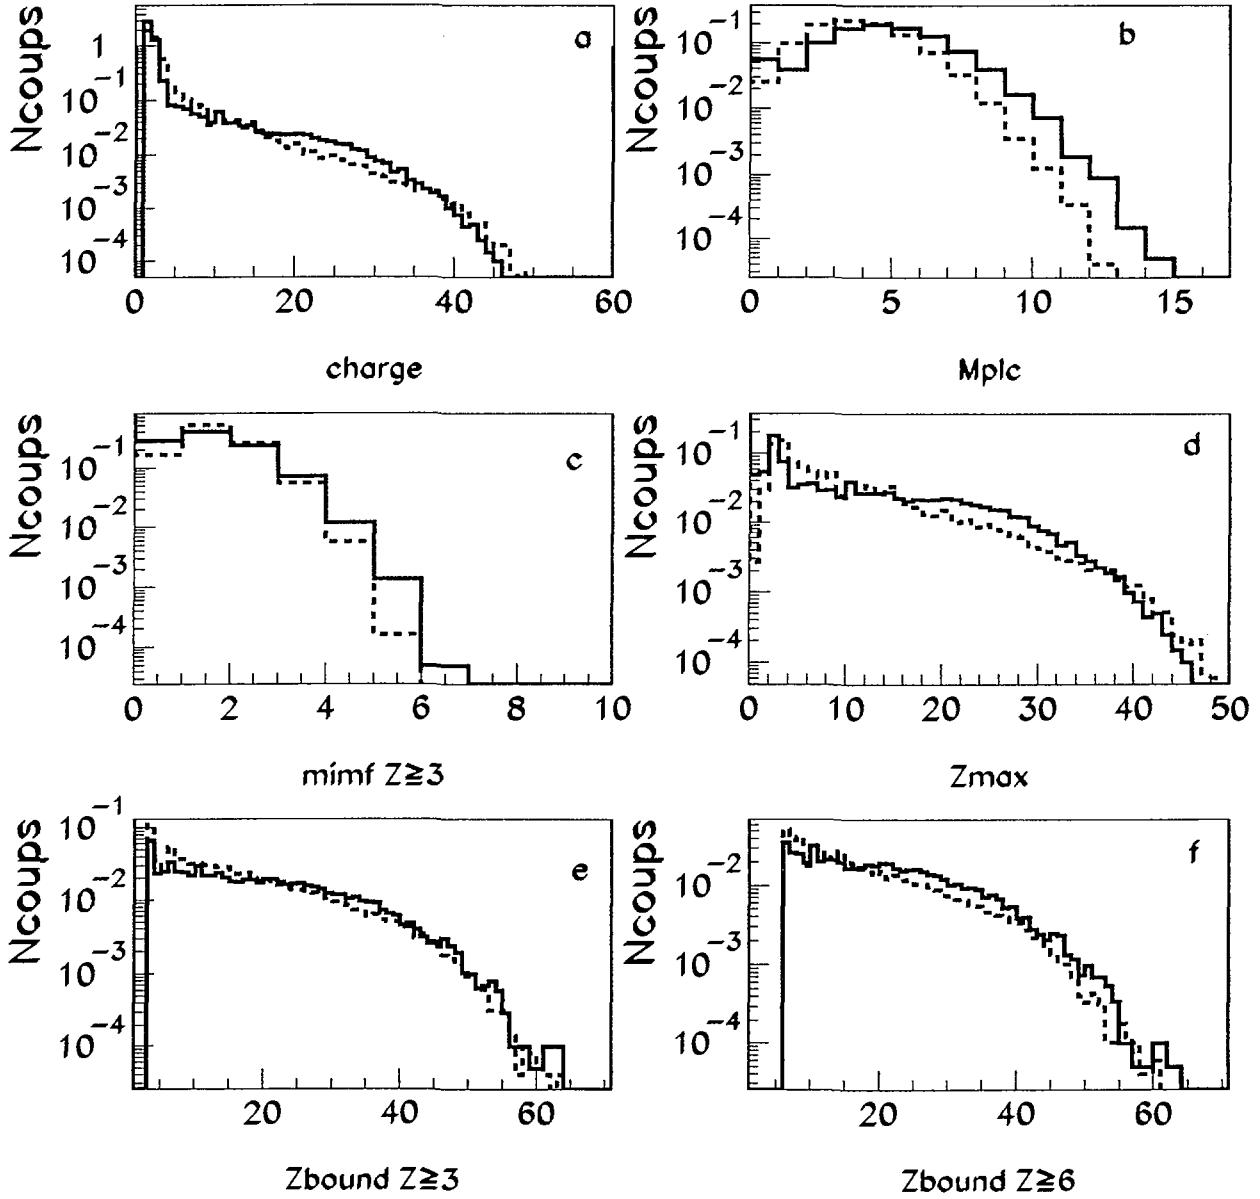 Ncoups
a
1
10⁻¹
10⁻²
10⁻³
10⁻⁴
0 20 40 60
charge
Ncoups
b
10⁻¹
10⁻²
10⁻³
10⁻⁴
0 5 10 15
Mplc
Ncoups
c
10⁻¹
10⁻²
10⁻³
10⁻⁴
0 2 4 6 8 10
mimf Z≧3
Ncoups
d
10⁻¹
10⁻²
10⁻³
10⁻⁴
0 10 20 30 40 50
Zmax
Ncoups
e
10⁻¹
10⁻²
10⁻³
10⁻⁴
20 40 60
Zbound Z≧3
Ncoups
f
10⁻²
10⁻³
10⁻⁴
20 40 60
Zbound Z≧6